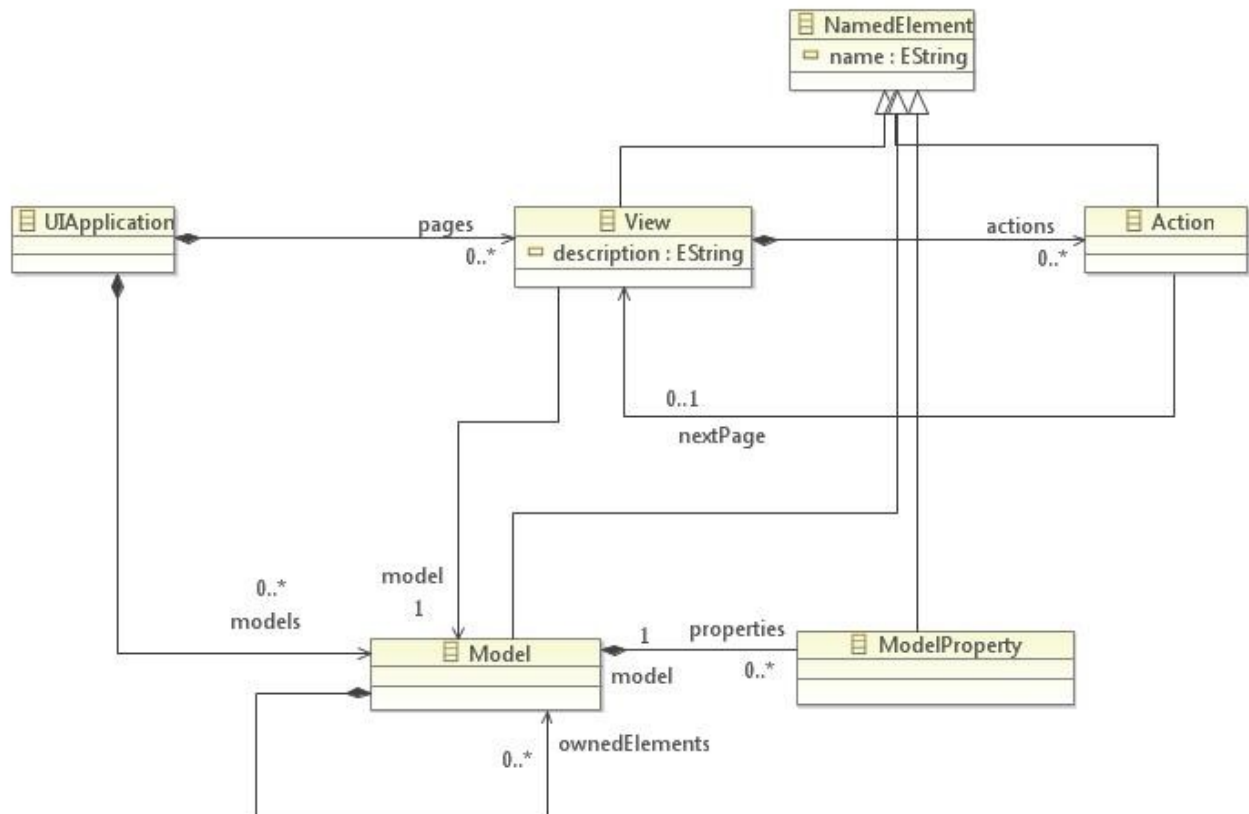 NamedElement
name : EString
UIApplication
pages
0..*
View
description : EString
actions
0..*
Action
0..1
nextPage
0..*
models
model
1
Model
1
model
properties
0..*
ModelProperty
0..*
ownedElements